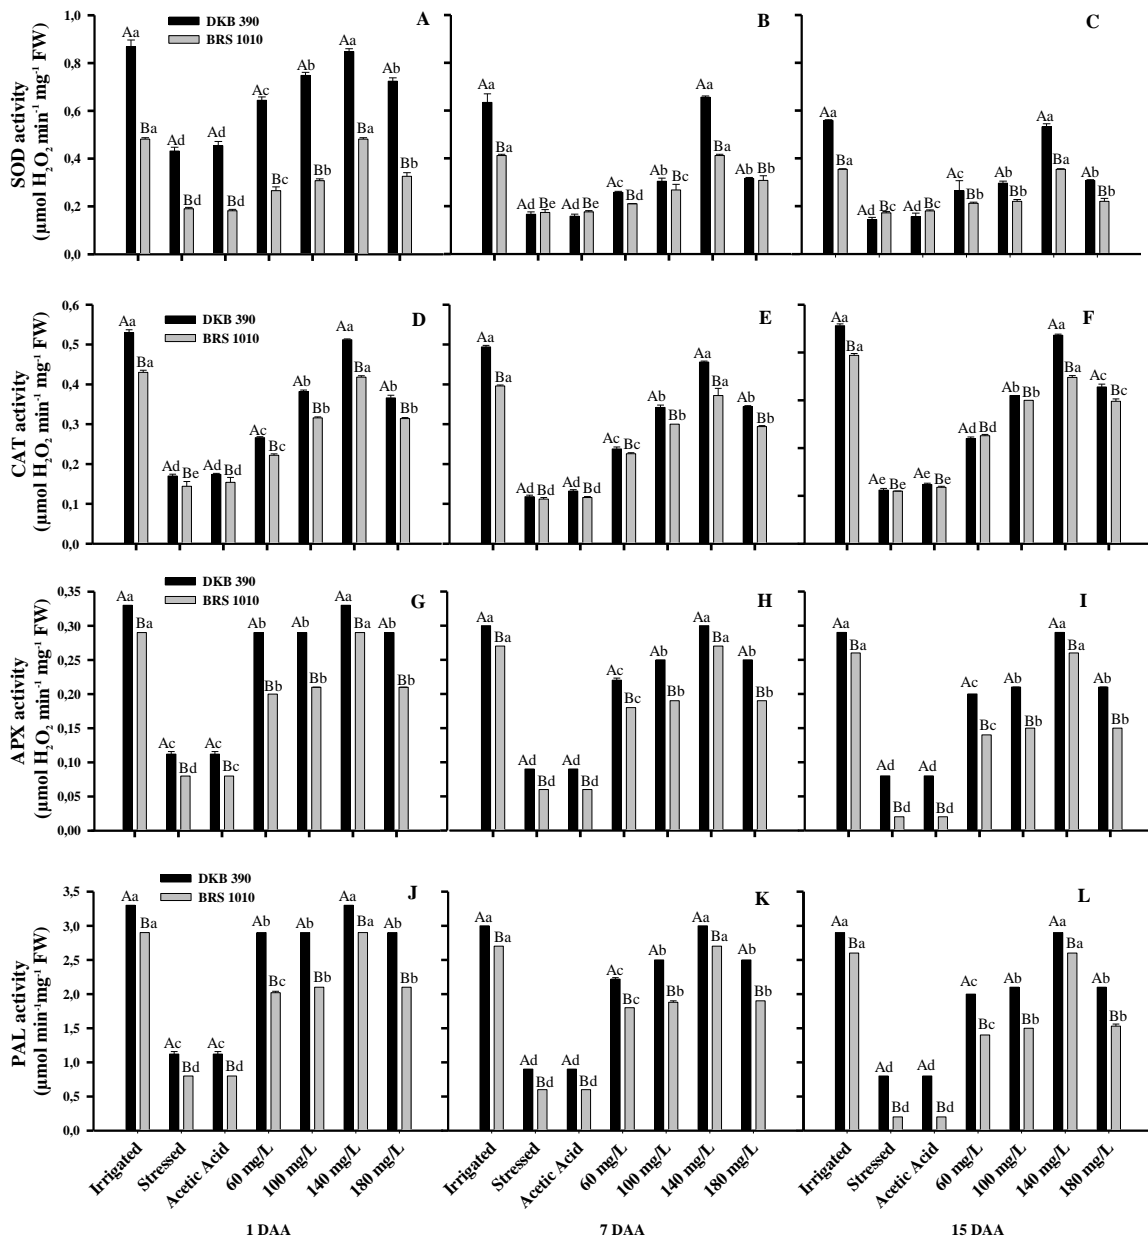 A
B
C
DKB 390
BRS 1010
SOD activity
(µmol H₂O₂ min⁻¹ mg⁻¹ FW)
1,0
0,8
0,6
0,4
0,2
0,0
Aa Ba Ad Bd Ad Bd Ab Bc Ab Bb Aa Ba Ab Bb
Aa Ba Ad Be Ad Be Ac Bd Ab Bc Aa Ba Ab Bb
Aa Ba Ad Bc Ad Bc Ac Bb Ab Bb Aa Ba Ab Bb
D
E
F
DKB 390
BRS 1010
CAT activity
(µmol H₂O₂ min⁻¹ mg⁻¹ FW)
0,6
0,5
0,4
0,3
0,2
0,1
0,0
Aa Ba Ad Be Ad Bd Ac Bc Ab Bb Aa Ba Ab Bb
Aa Ba Ad Bd Ad Bd Ac Bc Ab Bb Aa Ba Ab Bb
Aa Ba Ae Be Ae Be Ad Bd Ab Bb Aa Ba Ac Bc
G
H
I
DKB 390
BRS 1010
APX activity
(µmol H₂O₂ min⁻¹ mg⁻¹ FW)
0,35
0,30
0,25
0,20
0,15
0,10
0,05
0,00
Aa Ba Ac Bd Ac Bc Ab Bb Ab Bb Aa Ba Ab Bb
Aa Ba Ad Bd Ad Bd Ac Bc Ab Bb Aa Ba Ab Bb
Aa Ba Ad Bd Ad Bd Ac Bc Ab Bb Aa Ba Ab Bb
J
K
L
DKB 390
BRS 1010
PAL activity
(µmol min⁻¹mg⁻¹ FW)
3,5
3,0
2,5
2,0
1,5
1,0
0,5
0,0
Aa Ba Ac Bd Ac Bd Ab Bc Ab Bb Aa Ba Ab Bb
Aa Ba Ad Bd Ad Bd Ac Bc Ab Bb Aa Ba Ab Bb
Aa Ba Ad Bd Ad Bd Ac Bc Ab Bb Aa Ba Ab Bb
Irrigated Stressed Acetic Acid 60 mg/L 100 mg/L 140 mg/L 180 mg/L
Irrigated Stressed Acetic Acid 60 mg/L 100 mg/L 140 mg/L 180 mg/L
Irrigated Stressed Acetic Acid 60 mg/L 100 mg/L 140 mg/L 180 mg/L
1 DAA
7 DAA
15 DAA